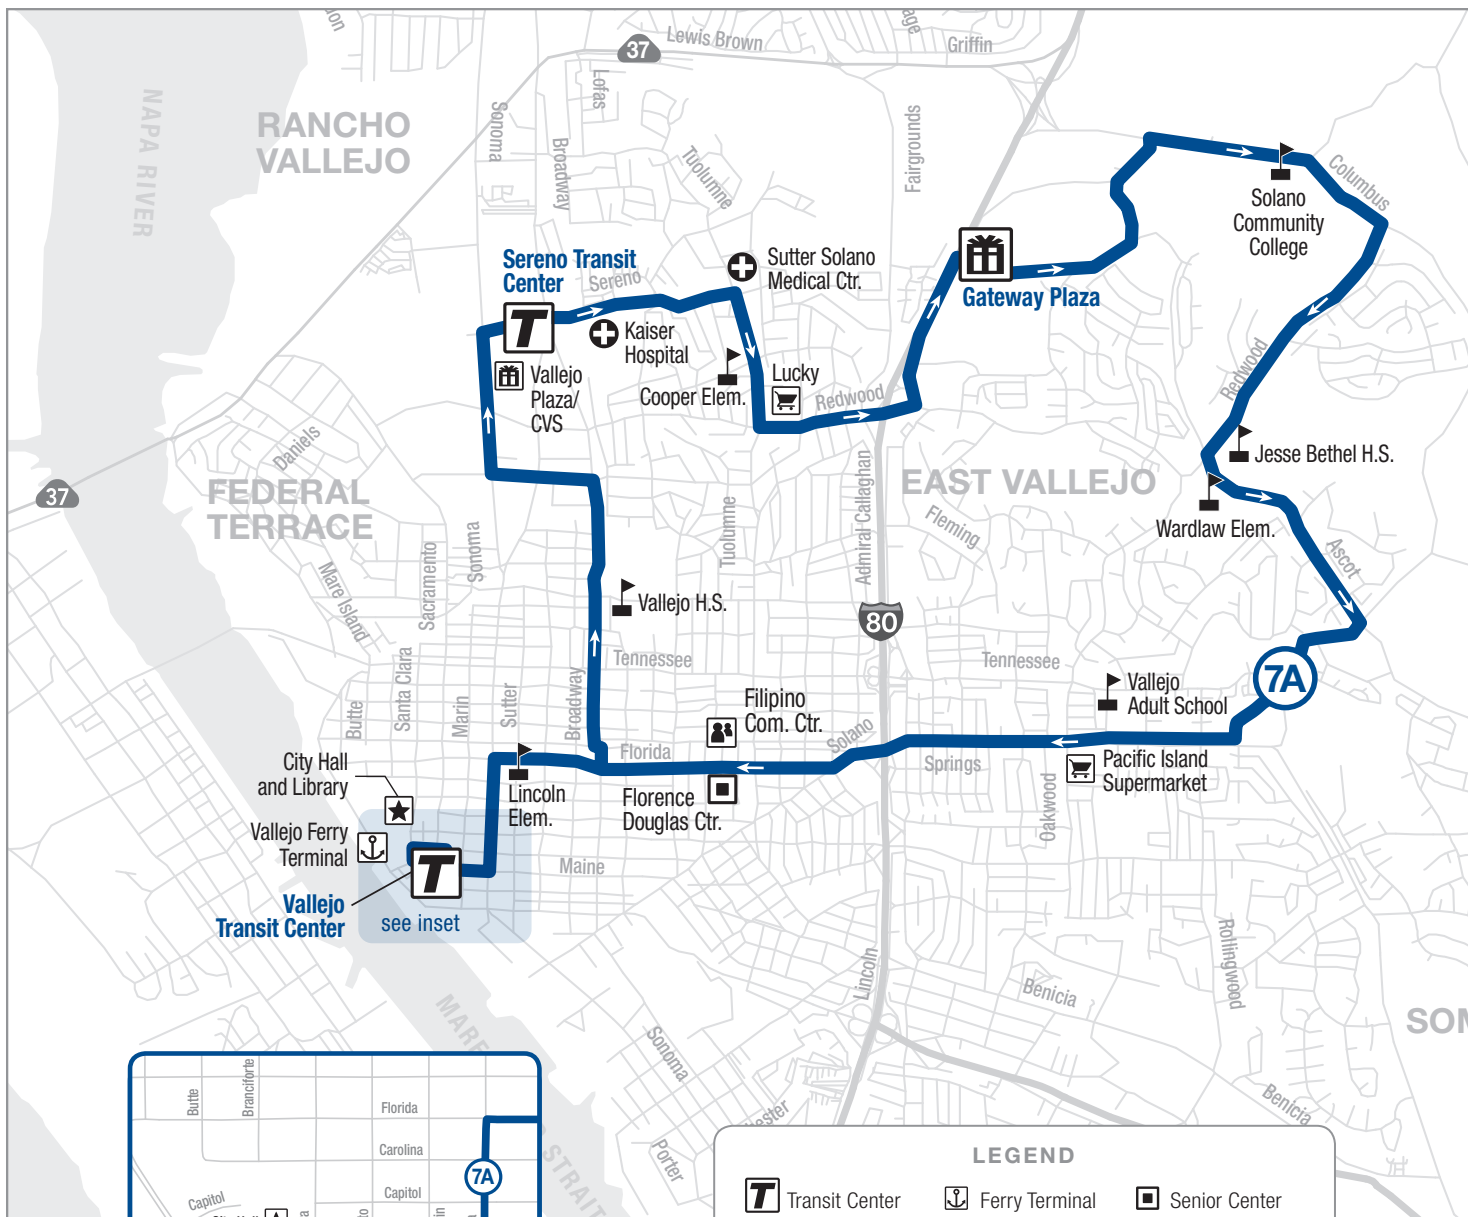 37
Lewis Brown
Griffin
NAPA RIVER
RANCHO
VALLEJO
Sonoma
Lofas
Broadway
Tuolumne
Fairgrounds
Columbus
Solano
Community
College
Sereno Transit
Center
Sereno
Sutter Solano
Medical Ctr.
Gateway Plaza
Kaiser
Hospital
Vallejo
Plaza/
CVS
Cooper Elem.
Lucky
Redwood
Redwood
Jesse Bethel H.S.
Daniels
37
FEDERAL
TERRACE
EAST VALLEJO
Wardlaw Elem.
Fleming
Admiral Callaghan
Tuolumne
Sonoma
Sacramento
Mare Island
Ascot
Vallejo H.S.
80
Tennessee
Tennessee
Santa Clara
Butte
Marin
Sutter
Broadway
7A
Vallejo
Adult School
Filipino
Com. Ctr.
Solano
Florida
Springs
Pacific Island
Supermarket
City Hall
and Library
Lincoln
Elem.
Florence
Douglas Ctr.
Oakwood
Vallejo Ferry
Terminal
T
T
Maine
Vallejo
Transit Center
see inset
Lincoln
Rollingwood
Benicia
SOM
MARE
STRAIT
Sonoma
Porter
Benicia
Butte
Branciforte
Florida
Carolina
Capitol
Capitol
7A
City Hall
LEGEND
T
Transit Center
Ferry Terminal
Senior Center